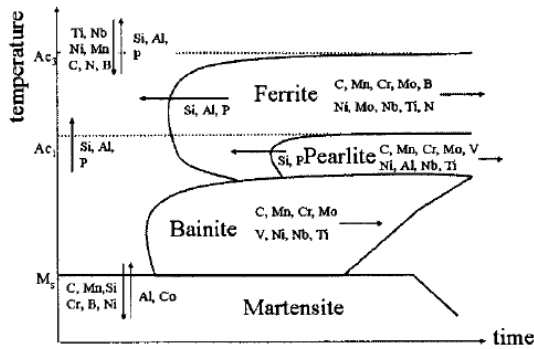 temperature
Ac3
Ti, Nb
Ni, Mn
C, N, B
Si, Al,
P
Si, Al, P
Ferrite
C, Mn, Cr, Mo, B
Ni, Mo, Nb, Ti, N
Ac1
Si, Al,
P
Si, P
Pearlite
C, Mn, Cr, Mo, V
Ni, Al, Nb, Ti
Bainite
C, Mn, Cr, Mo
V, Ni, Nb, Ti
Ms
C, Mn,Si
Cr, B, Ni
Al, Co
Martensite
time